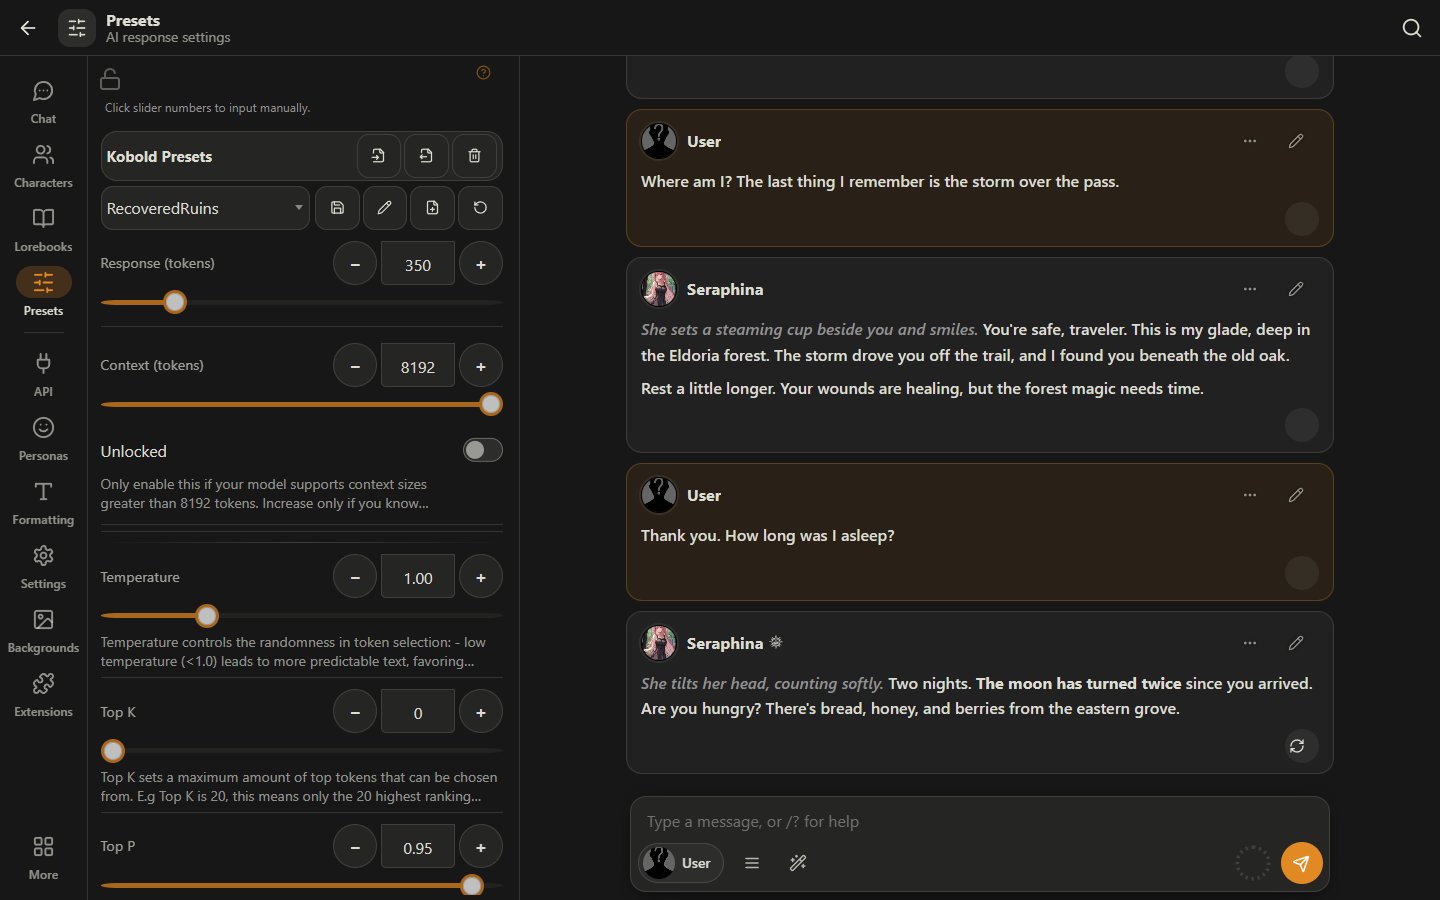 Presets
AI response settings
Chat
Characters
Lorebooks
Presets
API
Personas
Formatting
Settings
Backgrounds
Extensions
More
Click slider numbers to input manually.
Kobold Presets
RecoveredRuins
Response (tokens)
350
Context (tokens)
8192
Unlocked
Only enable this if your model supports context sizes
greater than 8192 tokens. Increase only if you know...
Temperature
1.00
Temperature controls the randomness in token selection: - low
temperature (<1.0) leads to more predictable text, favoring...
Top K
0
Top K sets a maximum amount of top tokens that can be chosen
from. E.g Top K is 20, this means only the 20 highest ranking...
Top P
0.95
User
Where am I? The last thing I remember is the storm over the pass.
Seraphina
She sets a steaming cup beside you and smiles. You're safe, traveler. This is my glade, deep in
the Eldoria forest. The storm drove you off the trail, and I found you beneath the old oak.
Rest a little longer. Your wounds are healing, but the forest magic needs time.
User
Thank you. How long was I asleep?
Seraphina
She tilts her head, counting softly. Two nights. The moon has turned twice since you arrived.
Are you hungry? There's bread, honey, and berries from the eastern grove.
Type a message, or /? for help
User